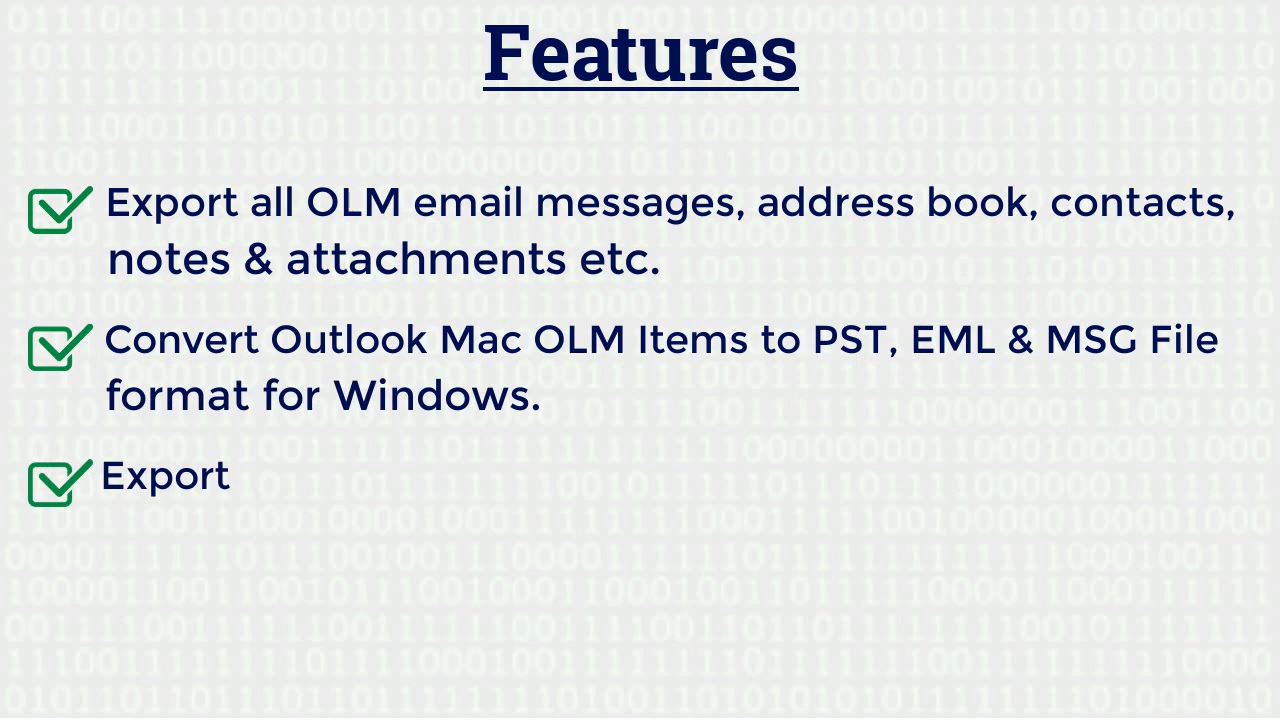 Features
Export all OLM email messages, address book, contacts,
notes & attachments etc.
Convert Outlook Mac OLM Items to PST, EML & MSG File
format for Windows.
Export